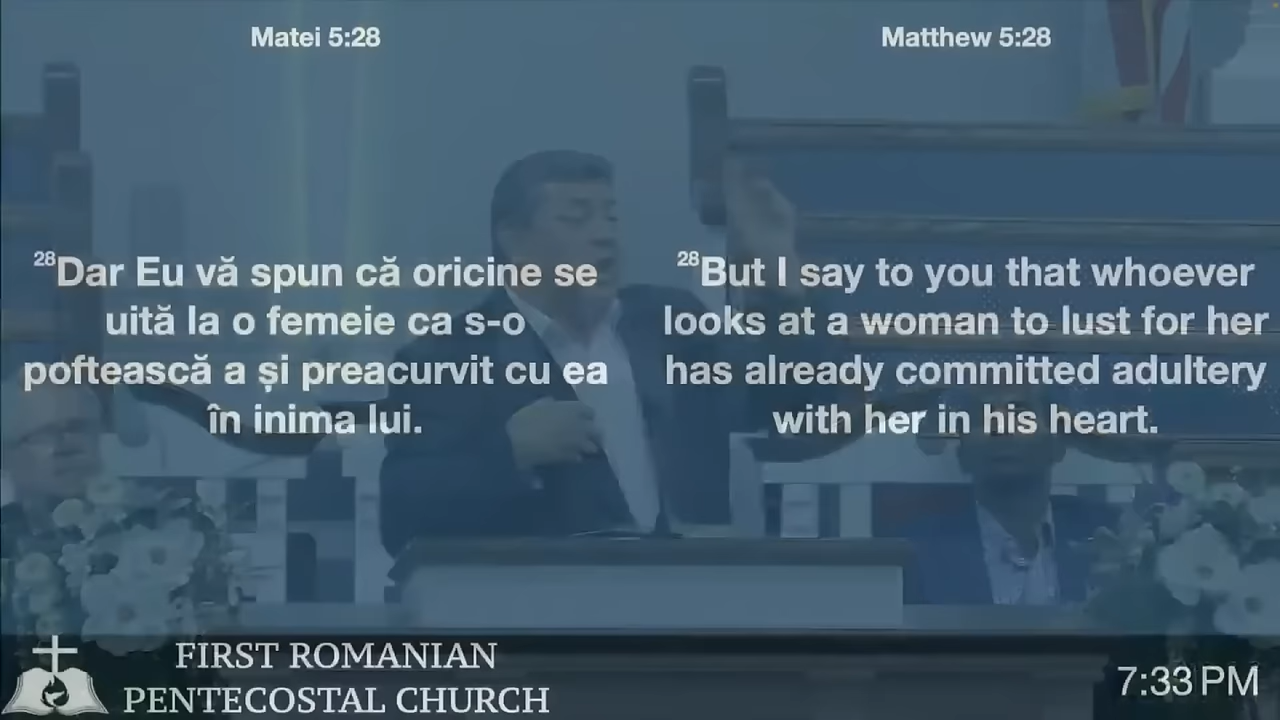 Matei 5:28
28Dar Eu vă spun că oricine se
uită la o femeie ca s-o
poftească a și preacurvit cu ea
în inima lui.
Matthew 5:28
28But I say to you that whoever
looks at a woman to lust for her
has already committed adultery
with her in his heart.
FIRST ROMANIAN
PENTECOSTAL CHURCH
7:33 PM